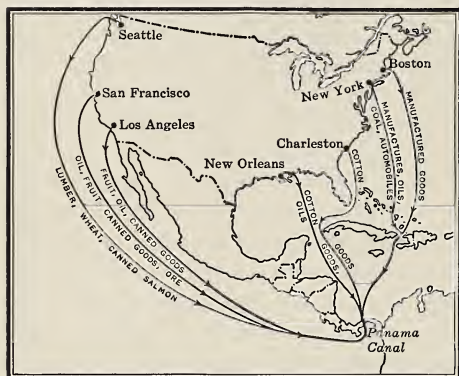 Seattle
Boston
New York
San Francisco
Los Angeles
Charleston
New Orleans
MANUFACTURED GOODS
MANUFACTURES, OILS,
COAL, AUTOMOBILES
COTTON
GOODS
COTTON GOODS,
OILS
FRUIT, OIL, CANNED GOODS
OIL, FRUIT, CANNED GOODS, ORE
LUMBER, WHEAT, CANNED SALMON
Panama
Canal